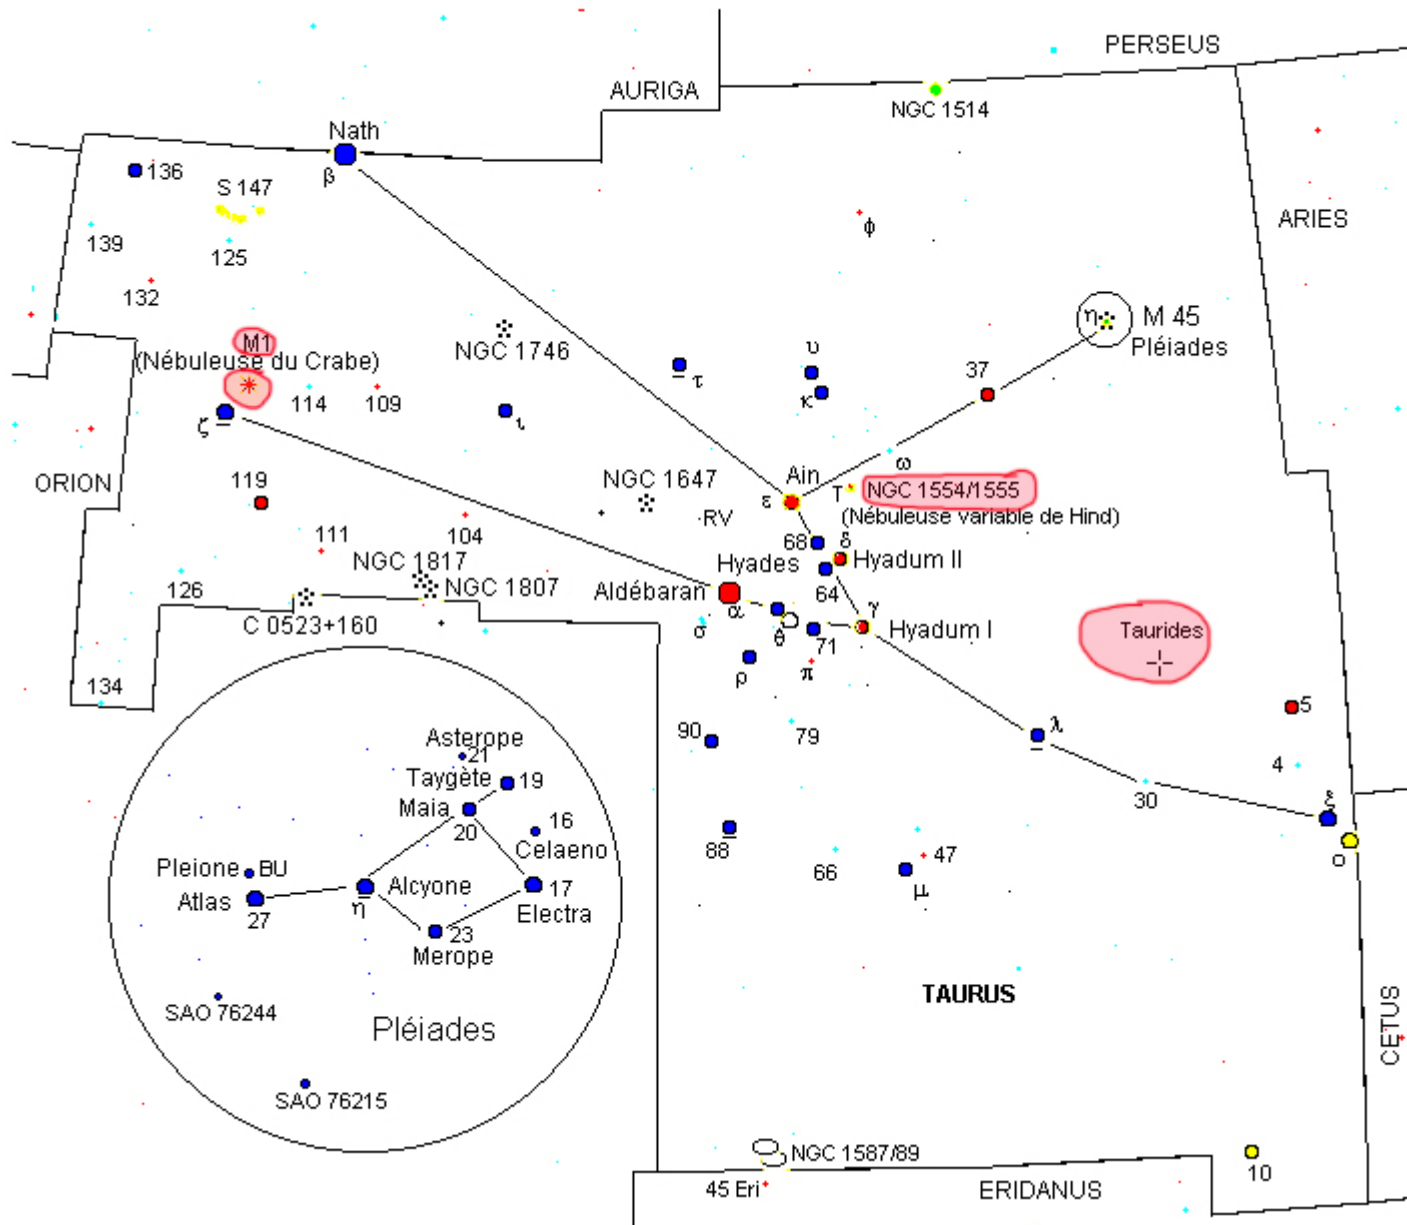 PERSEUS
AURIGA
NGC 1514
Nath
β
136
S 147
ARIES
139
125
φ
132
M1
(Nébuleuse du Crabe)
NGC 1746
η
M 45
Pléiades
τ
υ
κ
37
114
109
ζ
ι
ω
ORION
119
NGC 1647
Ain
ε
T
NGC 1554/1555
(Nébuleuse variable de Hind)
RV
111
104
68
δ
Hyadum II
NGC 1817
NGC 1807
Hyades
Aldébaran
α
64
γ
126
C 0523+160
σ
θ
71
Hyadum I
Taurides
ρ
π
134
5
90
79
λ
4
30
ξ
ο
88
66
47
μ
Asterope
21
Taygète
19
Maia
20
16
Celaeno
Pleione
BU
Atlas
27
Alcyone
η
17
Electra
23
Merope
SAO 76244
Pléiades
SAO 76215
TAURUS
CETUS
NGC 1587/89
45 Eri
ERIDANUS
10